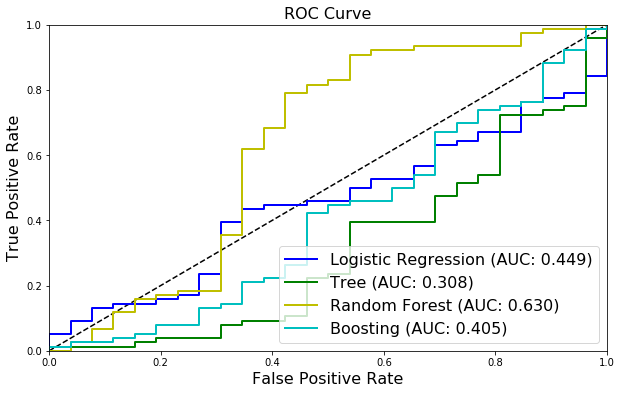 ROC Curve
1.0
0.8
0.6
0.4
0.2
0.0
True Positive Rate
Logistic Regression (AUC: 0.449)
Tree (AUC: 0.308)
Random Forest (AUC: 0.630)
Boosting (AUC: 0.405)
0.0 0.2 0.4 0.6 0.8 1.0
False Positive Rate